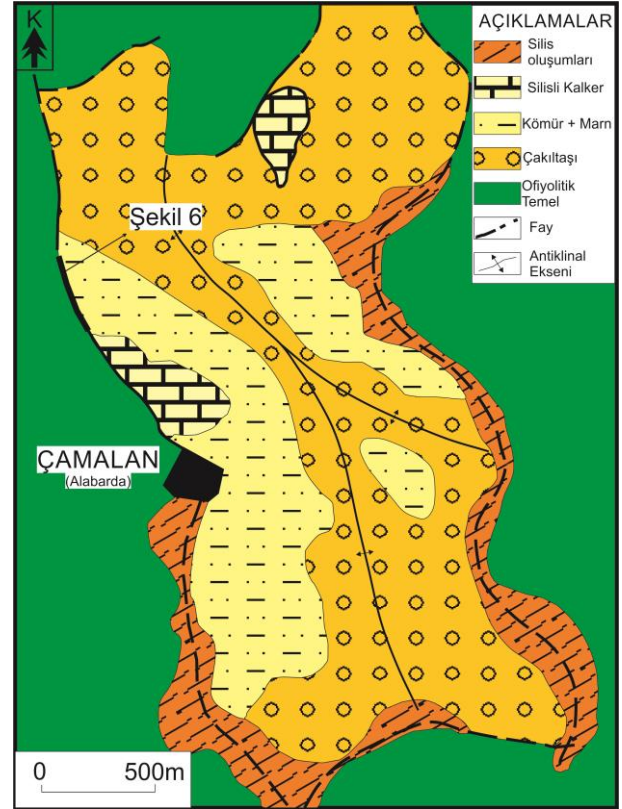 K
AÇIKLAMALAR
Silis
oluşumları
Silisli Kalker
Kömür + Marn
Çakıltaşı
Ofiyolitik
Temel
Fay
Antiklinal
Ekseni
Şekil 6
ÇAMALAN
(Alabarda)
0 500m